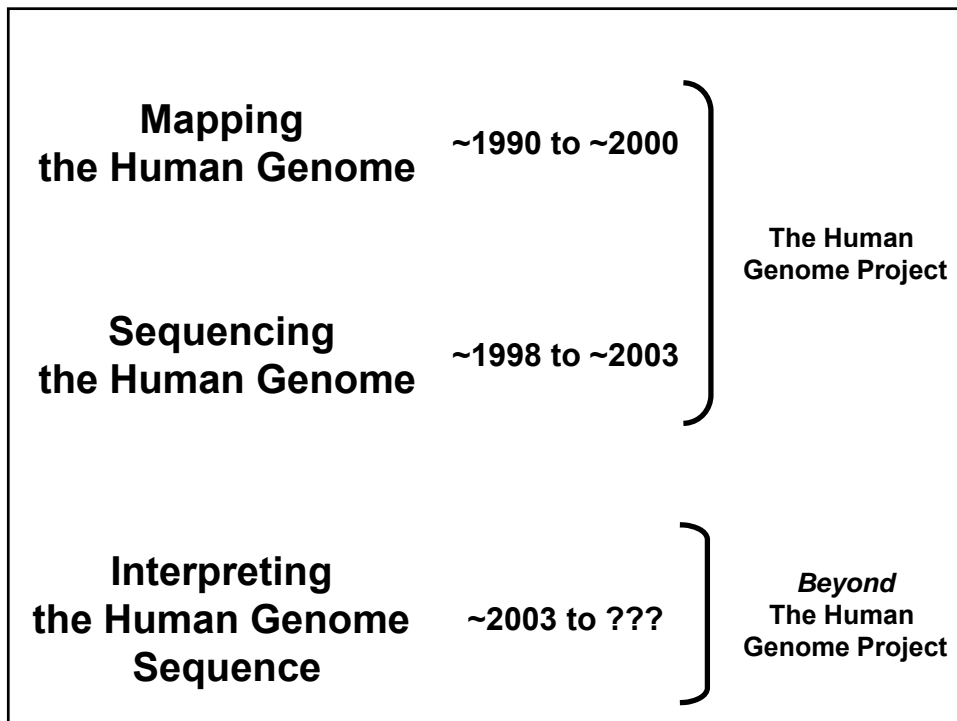 Mapping
the Human Genome
~1990 to ~2000
The Human
Genome Project
Sequencing
the Human Genome
~1998 to ~2003
Interpreting
the Human Genome
Sequence
~2003 to ???
Beyond
The Human
Genome Project